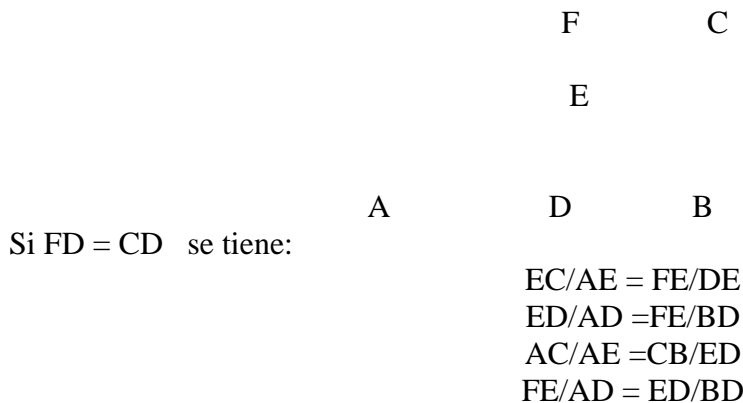 F C
E
A D B
Si FD = CD se tiene:
EC/AE = FE/DE
ED/AD =FE/BD
AC/AE =CB/ED
FE/AD = ED/BD